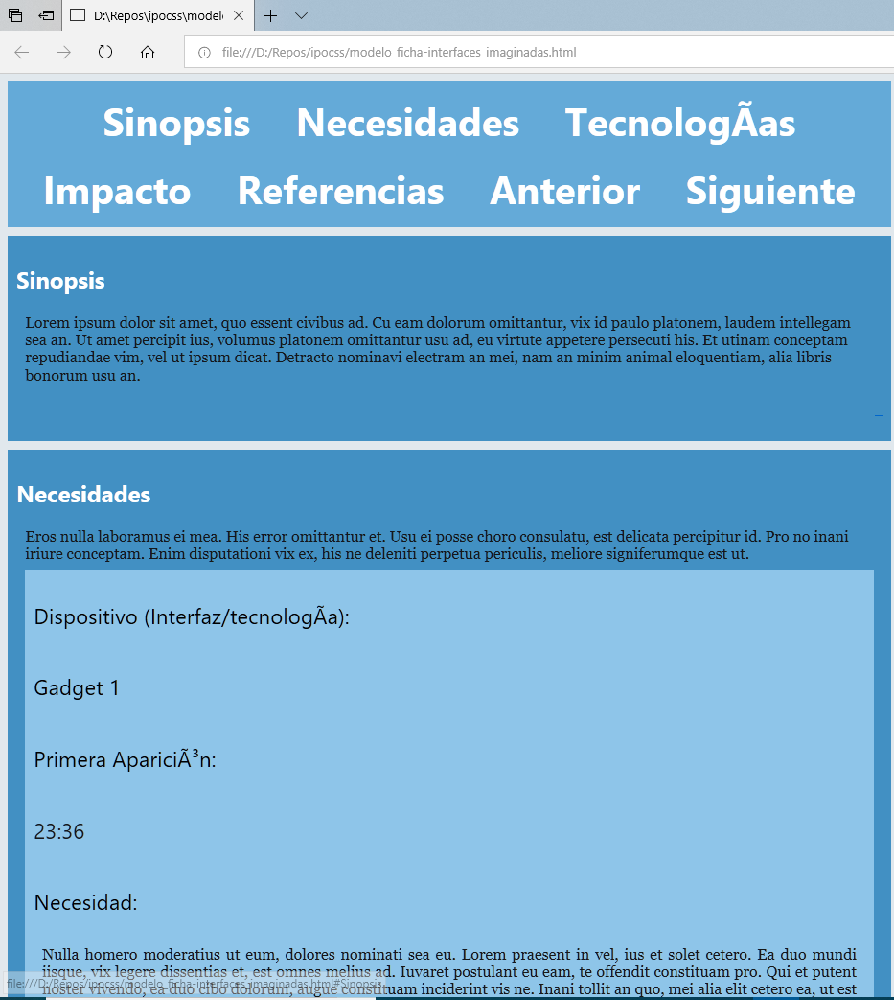 D:\Repos\ipocss\modelo
file:///D:/Repos/ipocss/modelo_ficha-interfaces_imaginadas.html
Sinopsis Necesidades TecnologÃas
Impacto Referencias Anterior Siguiente
Sinopsis
Lorem ipsum dolor sit amet, quo essent civibus ad. Cu eam dolorum omittantur, vix id paulo platonem, laudem intellegam
sea an. Ut amet percipit ius, volumus platonem omittantur usu ad, eu virtute appetere persecuti his. Et utinam conceptam
repudiandae vim, vel ut ipsum dicat. Detracto nominavi electram an mei, nam an minim animal eloquentiam, alia libris
bonorum usu an.
Necesidades
Eros nulla laboramus ei mea. His error omittantur et. Usu ei posse choro consulatu, est delicata percipitur id. Pro no inani
iriure conceptam. Enim disputationi vix ex, his ne deleniti perpetua periculis, meliore signiferumque est ut.
Dispositivo (Interfaz/tecnologÃa):
Gadget 1
Primera ApariciÃ³n:
23:36
Necesidad:
Nulla homero moderatius ut eum, dolores nominati sea eu. Lorem praesent in vel, ius et solet cetero. Ea duo mundi
iisque, vix legere dissentias et, est omnes melius ad. Iuvaret postulant eu eam, te offendit constituam pro. Qui et putent
noster vivendo, ea duo cibo dolorum, augue constituam inciderint vis ne. Inani tollit an quo, mei alia elit cetero ea, ut est
file:///D:/Repos/ipocss/modelo_ficha-interfaces_imaginadas.html#Sinopsis